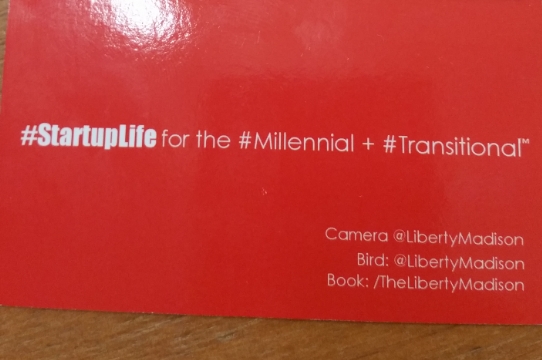 #StartupLife for the #Millennial + #Transitional™
Camera @LibertyMadison
Bird: @LibertyMadison
Book: /TheLibertyMadison